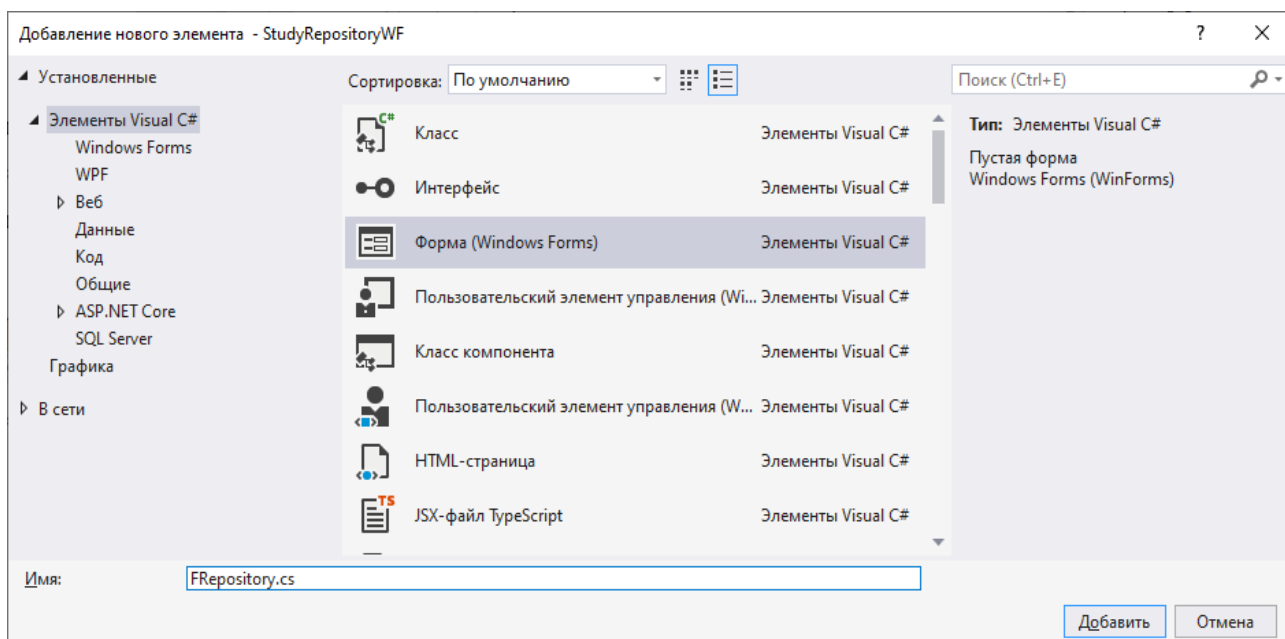 Добавление нового элемента - StudyRepositoryWF
?
Установленные
Сортировка: По умолчанию
Поиск (Ctrl+E)
Элементы Visual C#
Windows Forms
WPF
Веб
Данные
Код
Общие
ASP.NET Core
SQL Server
Графика
В сети
C#
Класс Элементы Visual C#
Интерфейс Элементы Visual C#
Форма (Windows Forms) Элементы Visual C#
Пользовательский элемент управления (Wi... Элементы Visual C#
Класс компонента Элементы Visual C#
Пользовательский элемент управления (W... Элементы Visual C#
HTML-страница Элементы Visual C#
TS
JSX-файл TypeScript Элементы Visual C#
Тип: Элементы Visual C#
Пустая форма
Windows Forms (WinForms)
Имя: FRepository.cs
Добавить Отмена